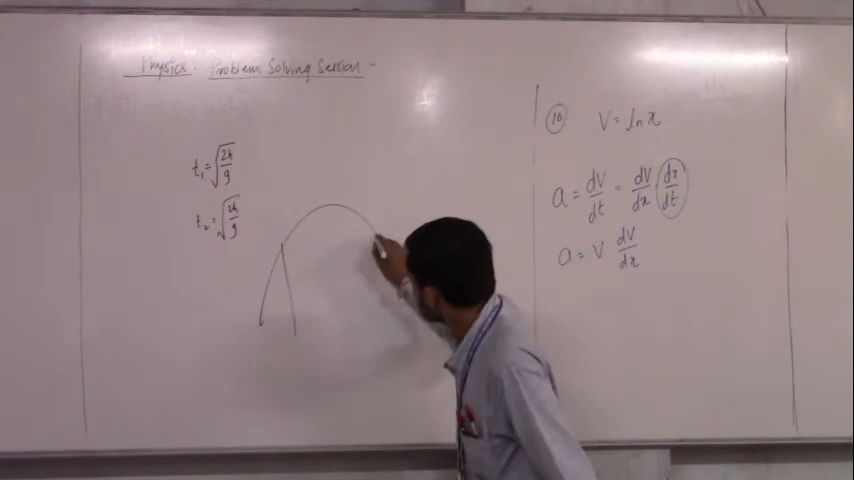 Physics: Problem Solving Session -
t₁ = √(2h/g)
t₂ = √(2h/g)
(10) V = ln x
a = dV/dt = dV/dx (dx/dt)
a = V dV/dx